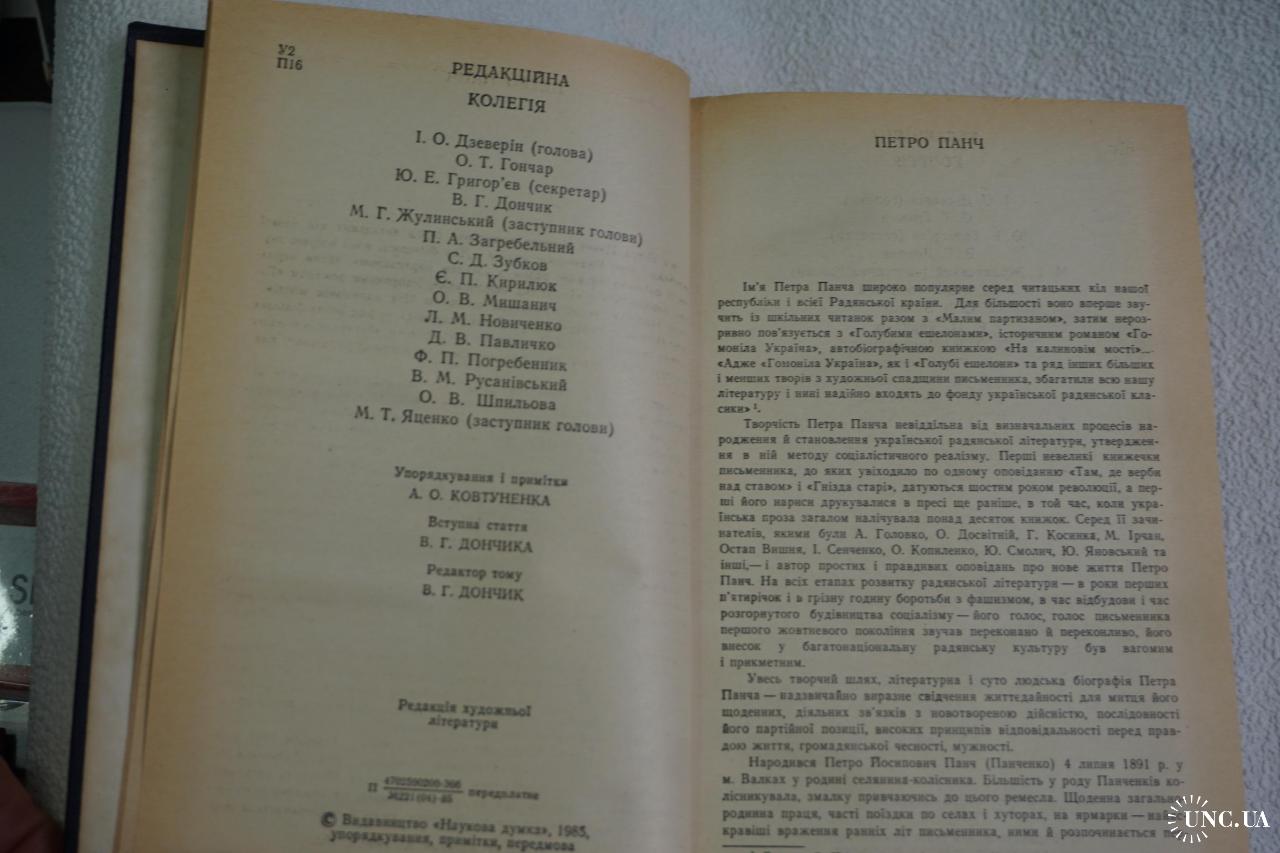 У2
П16
РЕДАКЦІЙНА
КОЛЕГІЯ
І. О. Дзеверін (голова)
О. Т. Гончар
Ю. Е. Григор'єв (секретар)
В. Г. Дончик
М. Г. Жулинський (заступник голови)
П. А. Загребельний
С. Д. Зубков
Є. П. Кирилюк
О. В. Мишанич
Л. М. Новиченко
Д. В. Павличко
Ф. П. Погребенник
В. М. Русанівський
О. В. Шпильова
М. Т. Яценко (заступник голови)
Упорядкування і примітки
А. О. КОВТУНЕНКА
Вступна стаття
В. Г. ДОНЧИКА
Редактор тому
В. Г. ДОНЧИК
Редакція художньої
літератури
П 4702590200-366
М221(04)-85 передплатне
© Видавництво «Наукова думка», 1985,
упорядкування, примітки, передмова
ПЕТРО ПАНЧ
Ім'я Петра Панча широко популярне серед читацьких кіл нашої
республіки і всієї Радянської країни. Для більшості воно вперше зву-
чить із шкільних читанок разом з «Малим партизаном», затим нероз-
ривно пов'язується з «Голубими ешелонами», історичним романом «Го-
моніла Україна», автобіографічною книжкою «На калиновім мості»...
«Адже «Гомоніла Україна», як і «Голубі ешелони» та ряд інших більших
і менших творів з художньої спадщини письменника, збагатили всю нашу
літературу і нині надійно входять до фонду української радянської кла-
сики» ¹.
Творчість Петра Панча невіддільна від визначальних процесів на-
родження й становлення української радянської літератури, утверджен-
ня в ній методу соціалістичного реалізму. Перші невеликі книжечки
письменника, до яких увіходило по одному оповіданню «Там, де верби
над ставом» і «Гнізда старі», датуються шостим роком революції, а пер-
ші його нариси друкувалися в пресі ще раніше, в той час, коли укра-
їнська проза загалом налічувала понад десяток книжок. Серед її зачи-
нателів, якими були А. Головко, О. Досвітній, Г. Косинка, М. Ірчан,
Остап Вишня, І. Сенченко, О. Копиленко, Ю. Смолич, Ю. Яновський та
інші,— і автор простих і правдивих оповідань про нове життя Петро
Панч. На всіх етапах розвитку радянської літератури — в роки перших
п'ятирічок і в грізну годину боротьби з фашизмом, в час відбудови і час
розгорнутого будівництва соціалізму — його голос, голос письменника
першого жовтневого покоління звучав переконано й переконливо, його
внесок у багатонаціональну радянську культуру був вагомим
і прикметним.
Увесь творчий шлях, літературна і суто людська біографія Петра
Панча — надзвичайно виразне свідчення життєдайності для митця його
щоденних, діяльних зв'язків з новотвореною дійсністю, послідовності
його партійної позиції, високих принципів відповідальності перед прав-
дою життя, громадянської чесності, мужності.
Народився Петро Йосипович Панч (Панченко) 4 липня 1891 р. у
м. Валках у родині селянина-колісника. Більшість у роду Панченків ко-
лісникувала, змалку привчаючись до цього ремесла. Щоденна загально-
родинна праця, часті поїздки по селах і хуторах, на ярмарки —
кравіші враження ранніх літ письменника, ними й розпочинається
UNC.UA